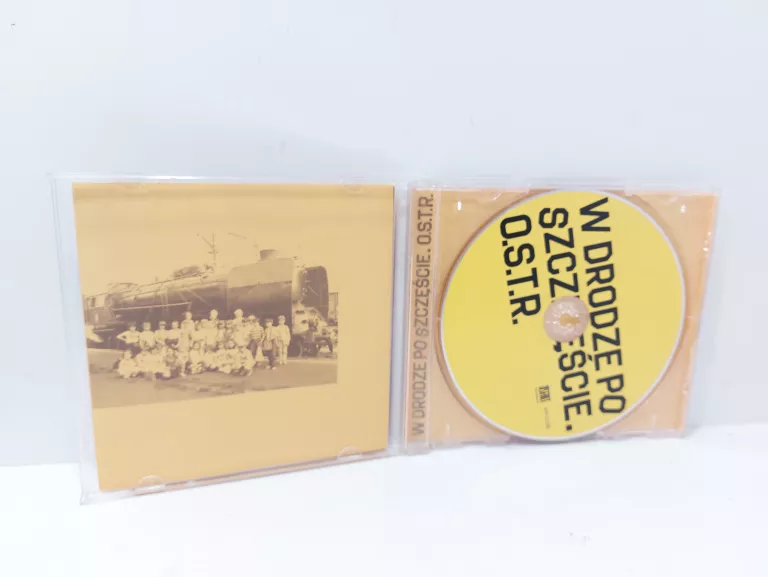 W DRODZE PO SZCZĘŚCIE. O.S.T.R.
W DRODZE PO
SZCZĘŚCIE.
O.S.T.R.